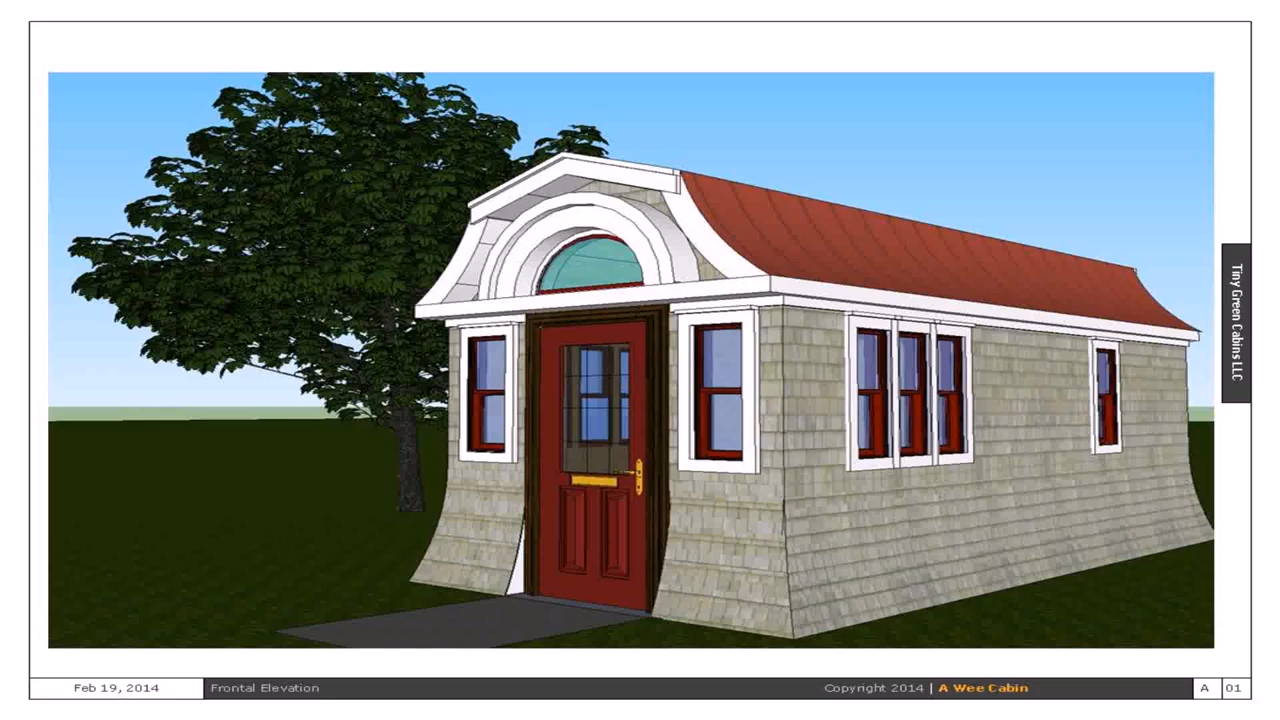 Tiny Green Cabins LLC
Feb 19, 2014
Frontal Elevation
Copyright 2014 | A Wee Cabin
A 01